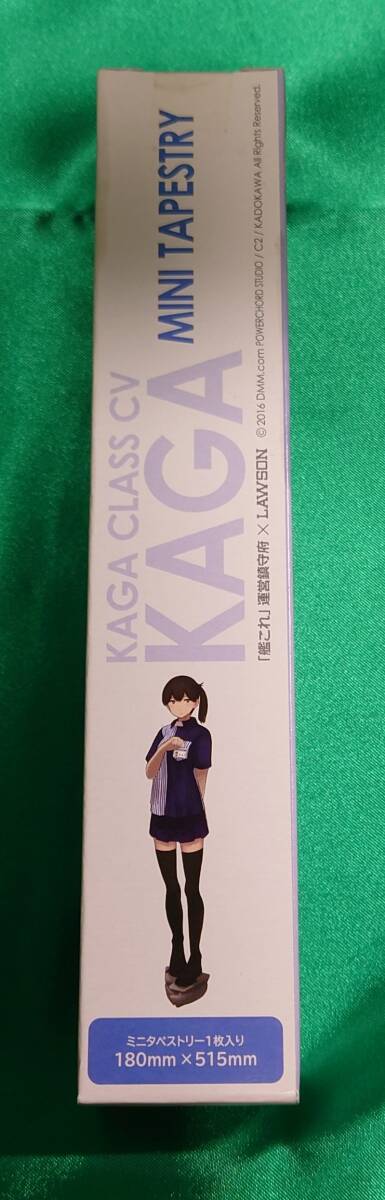 KAGA CLASS CV
KAGA
MINI TAPESTRY
「艦これ」運営鎮守府 × LAWSON
© 2016 DMM.com POWERCHORD STUDIO / C2 / KADOKAWA All Rights Reserved.
ミニタペストリー1枚入り
180mm×515mm